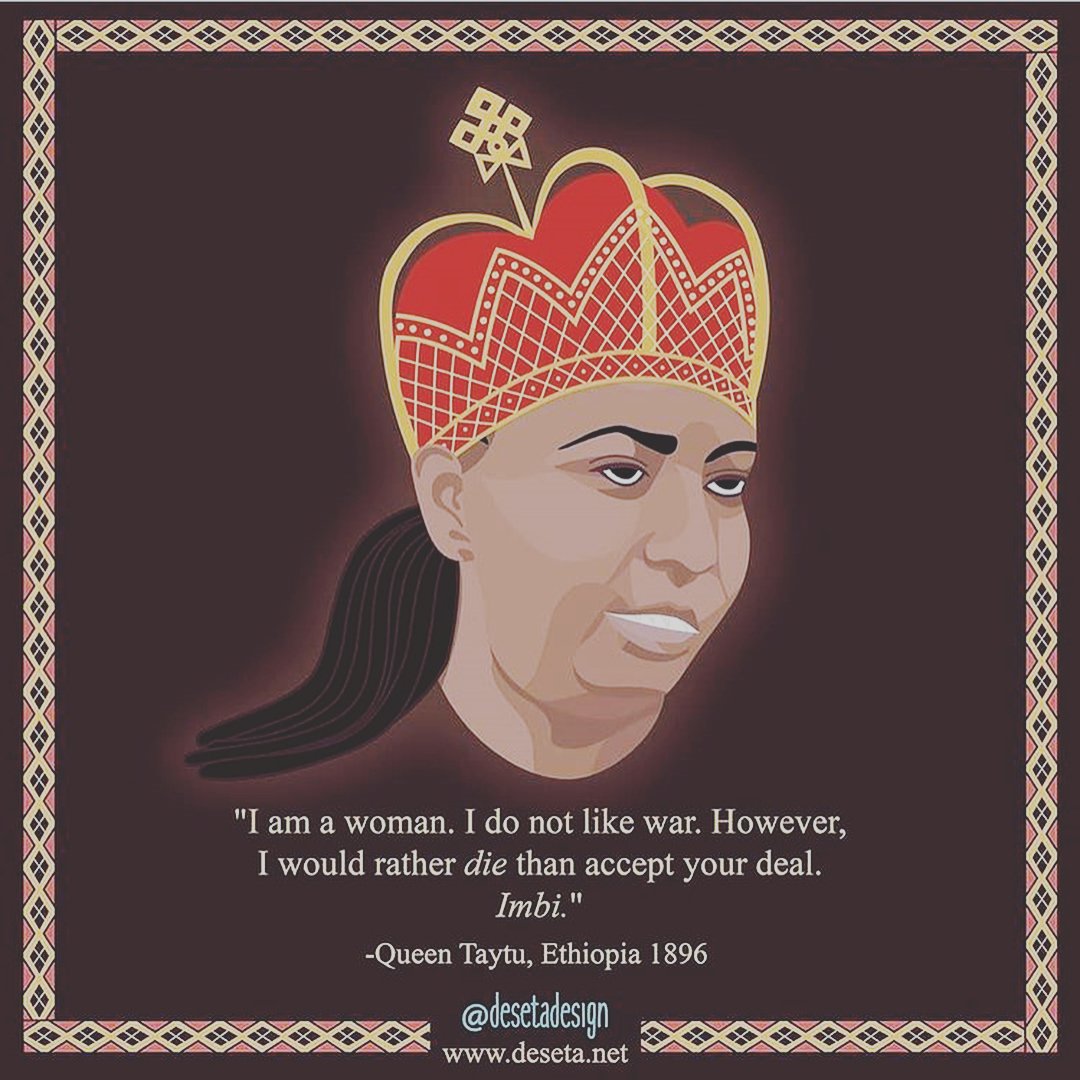 "I am a woman. I do not like war. However,
I would rather die than accept your deal.
Imbi."
-Queen Taytu, Ethiopia 1896
@desetadesign
www.deseta.net